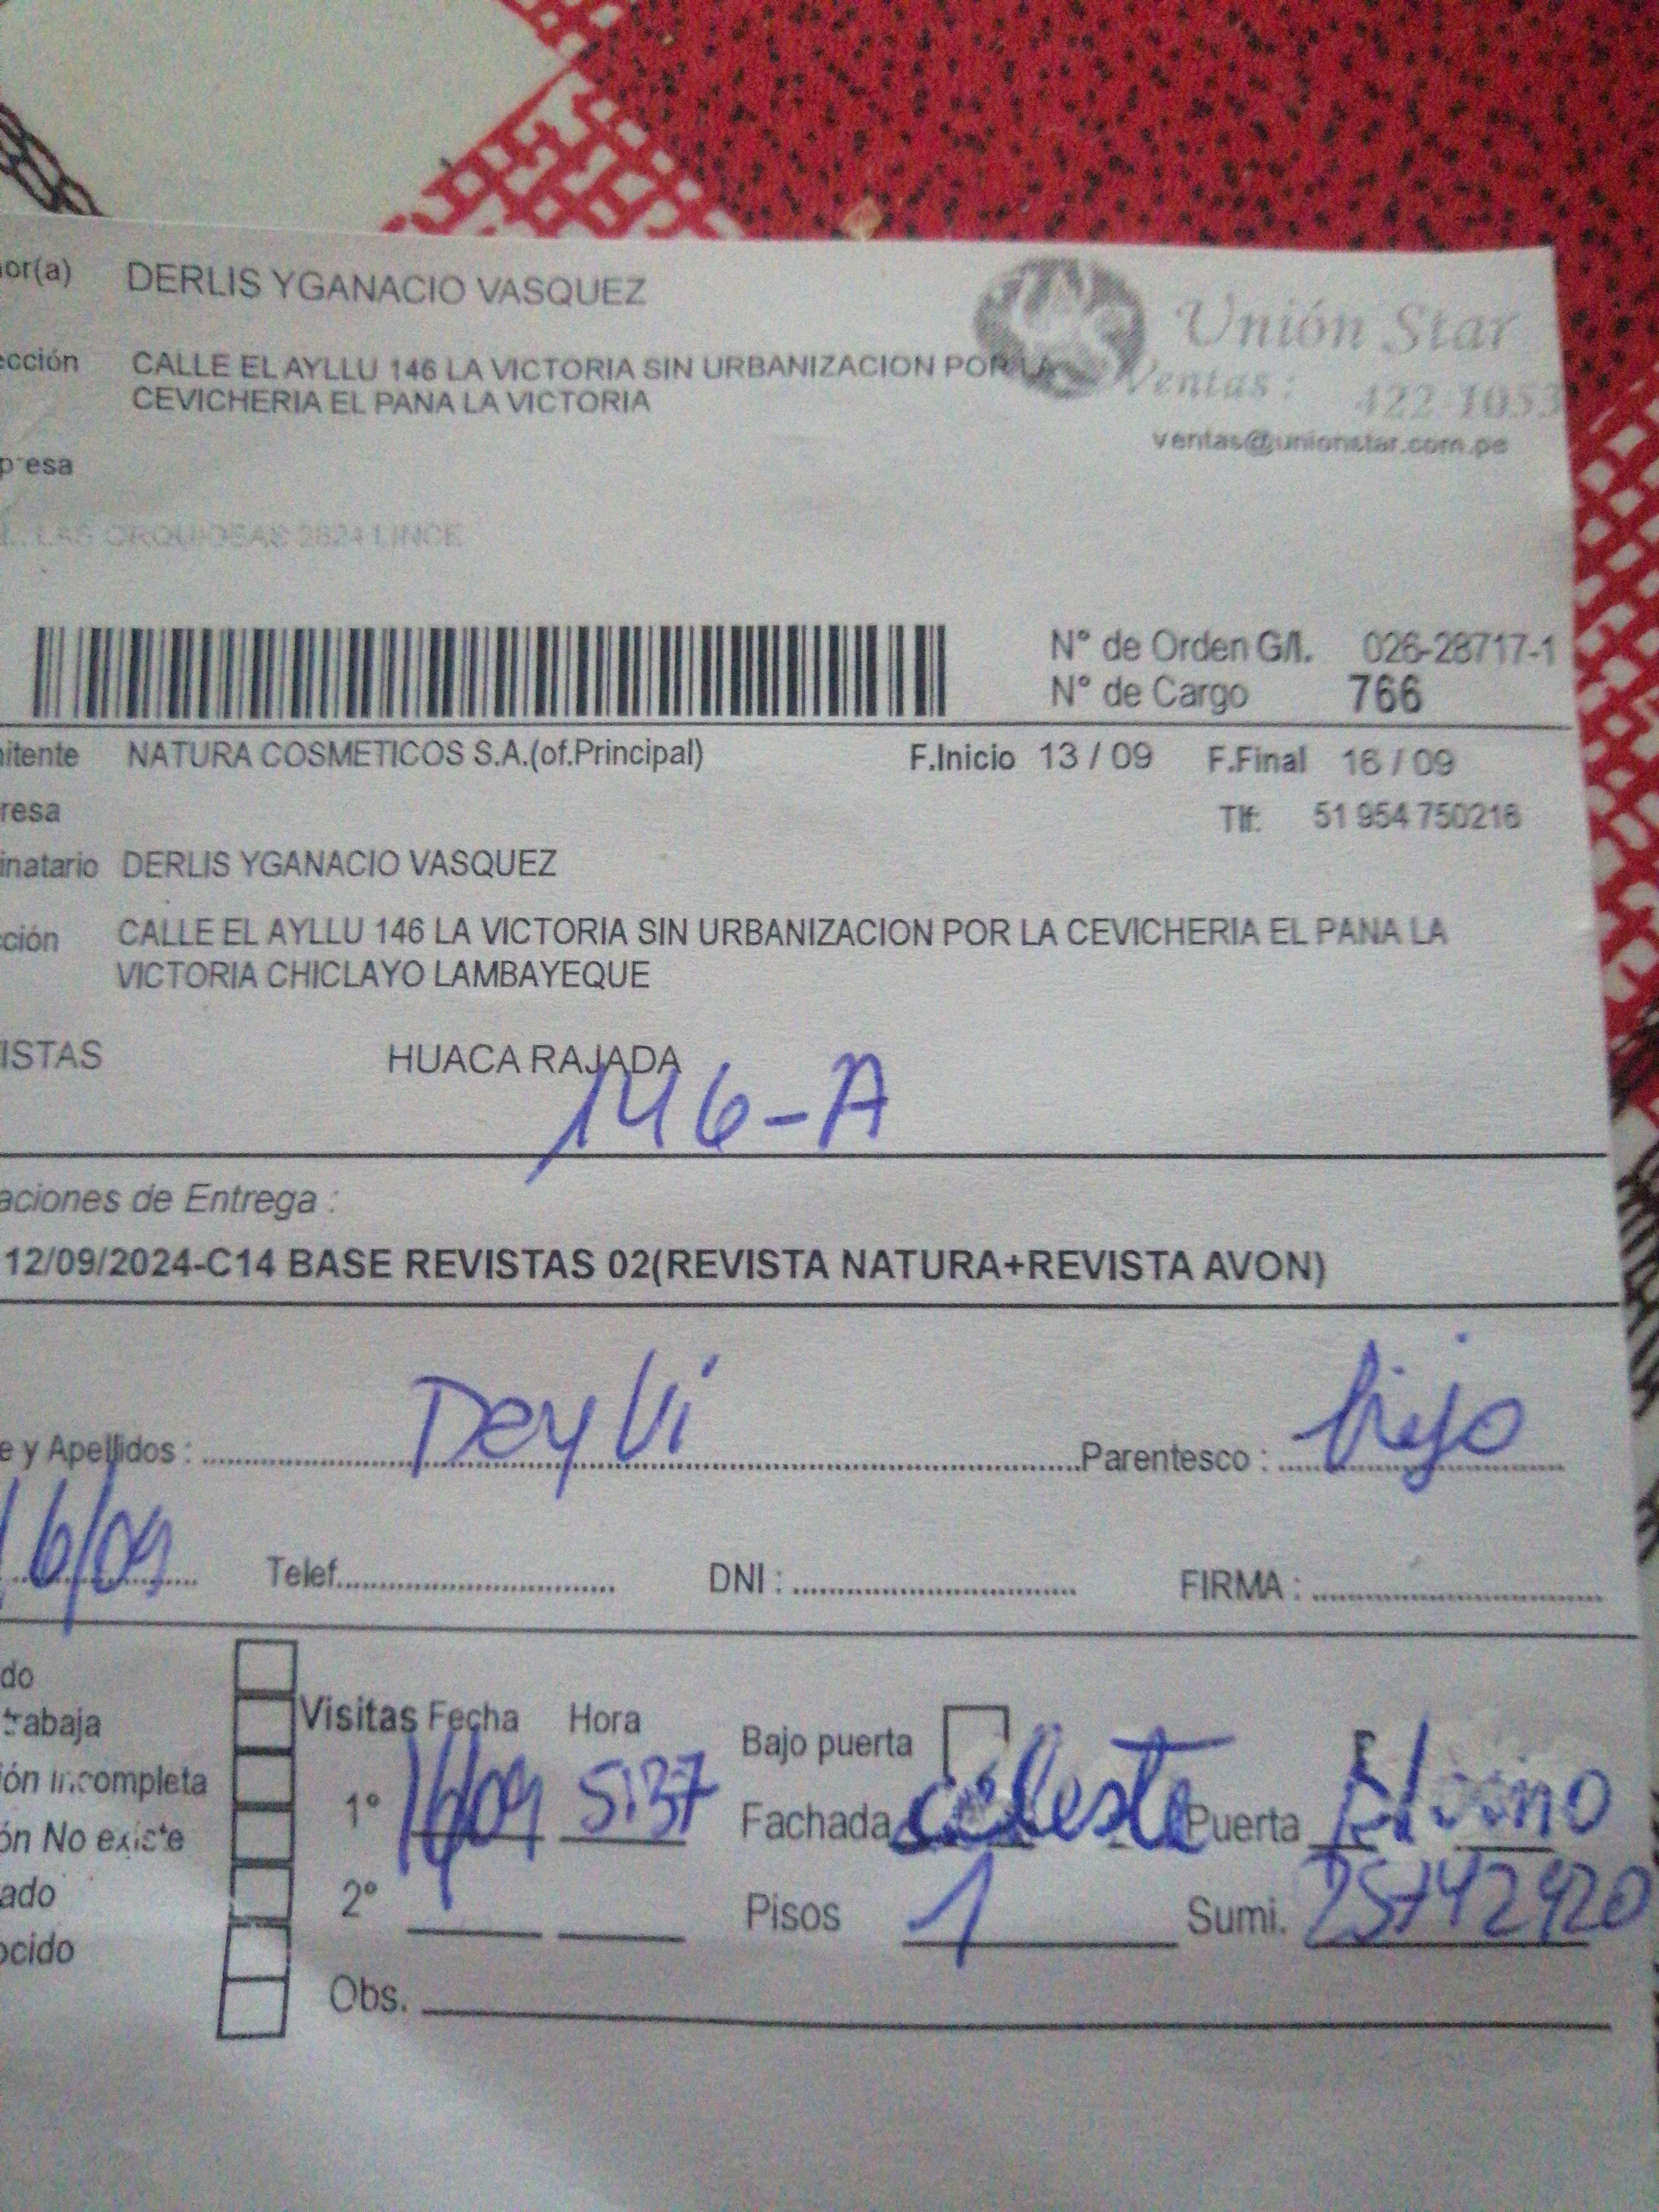 or(a) DERLIS YGANACIO VASQUEZ
Unión Star
ección CALLE EL AYLLU 146 LA VICTORIA SIN URBANIZACION POR LA
Ventas: 422-1053
CEVICHERIA EL PANA LA VICTORIA
ventas@unionstar.com.pe
presa
LAS ORQUIDEAS 2624 LINCE
N° de Orden G/I. 026-28717-1
N° de Cargo 766
itente NATURA COSMETICOS S.A.(of.Principal) F.Inicio 13 / 09 F.Final 16 / 09
resa Tlf: 51 954 750216
inatario DERLIS YGANACIO VASQUEZ
ción CALLE EL AYLLU 146 LA VICTORIA SIN URBANIZACION POR LA CEVICHERIA EL PANA LA
VICTORIA CHICLAYO LAMBAYEQUE
ISTAS HUACA RAJADA
146-A
aciones de Entrega :
12/09/2024-C14 BASE REVISTAS 02(REVISTA NATURA+REVISTA AVON)
e y Apellidos : Deyvi Parentesco : hijo
16/09 Telef. DNI : FIRMA :
do
Visitas Fecha Hora
rabaja
Bajo puerta
ión incompleta
1° 16/09 5:37 Fachada celeste Puerta
ón No existe
ado 2° Pisos 1 Sumi. 25742420
ocido
Obs.